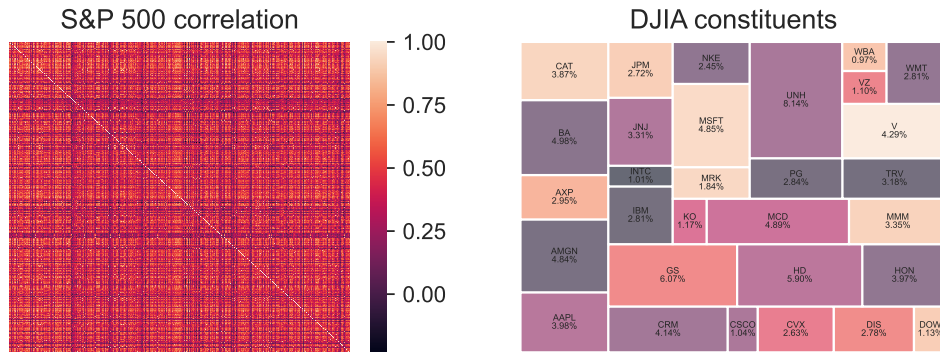 S&P 500 correlation
1.00
0.75
0.50
0.25
0.00
DJIA constituents
CAT
3.87%
BA
4.98%
AXP
2.95%
AMGN
4.84%
AAPL
3.98%
JPM
2.72%
JNJ
3.31%
INTC
1.01%
IBM
2.81%
NKE
2.45%
MSFT
4.85%
MRK
1.84%
UNH
8.14%
WBA
0.97%
VZ
1.10%
WMT
2.81%
V
4.29%
PG
2.84%
TRV
3.18%
KO
1.17%
MCD
4.89%
MMM
3.35%
GS
6.07%
HD
5.90%
HON
3.97%
CRM
4.14%
CSCO
1.04%
CVX
2.63%
DIS
2.78%
DOW
1.13%